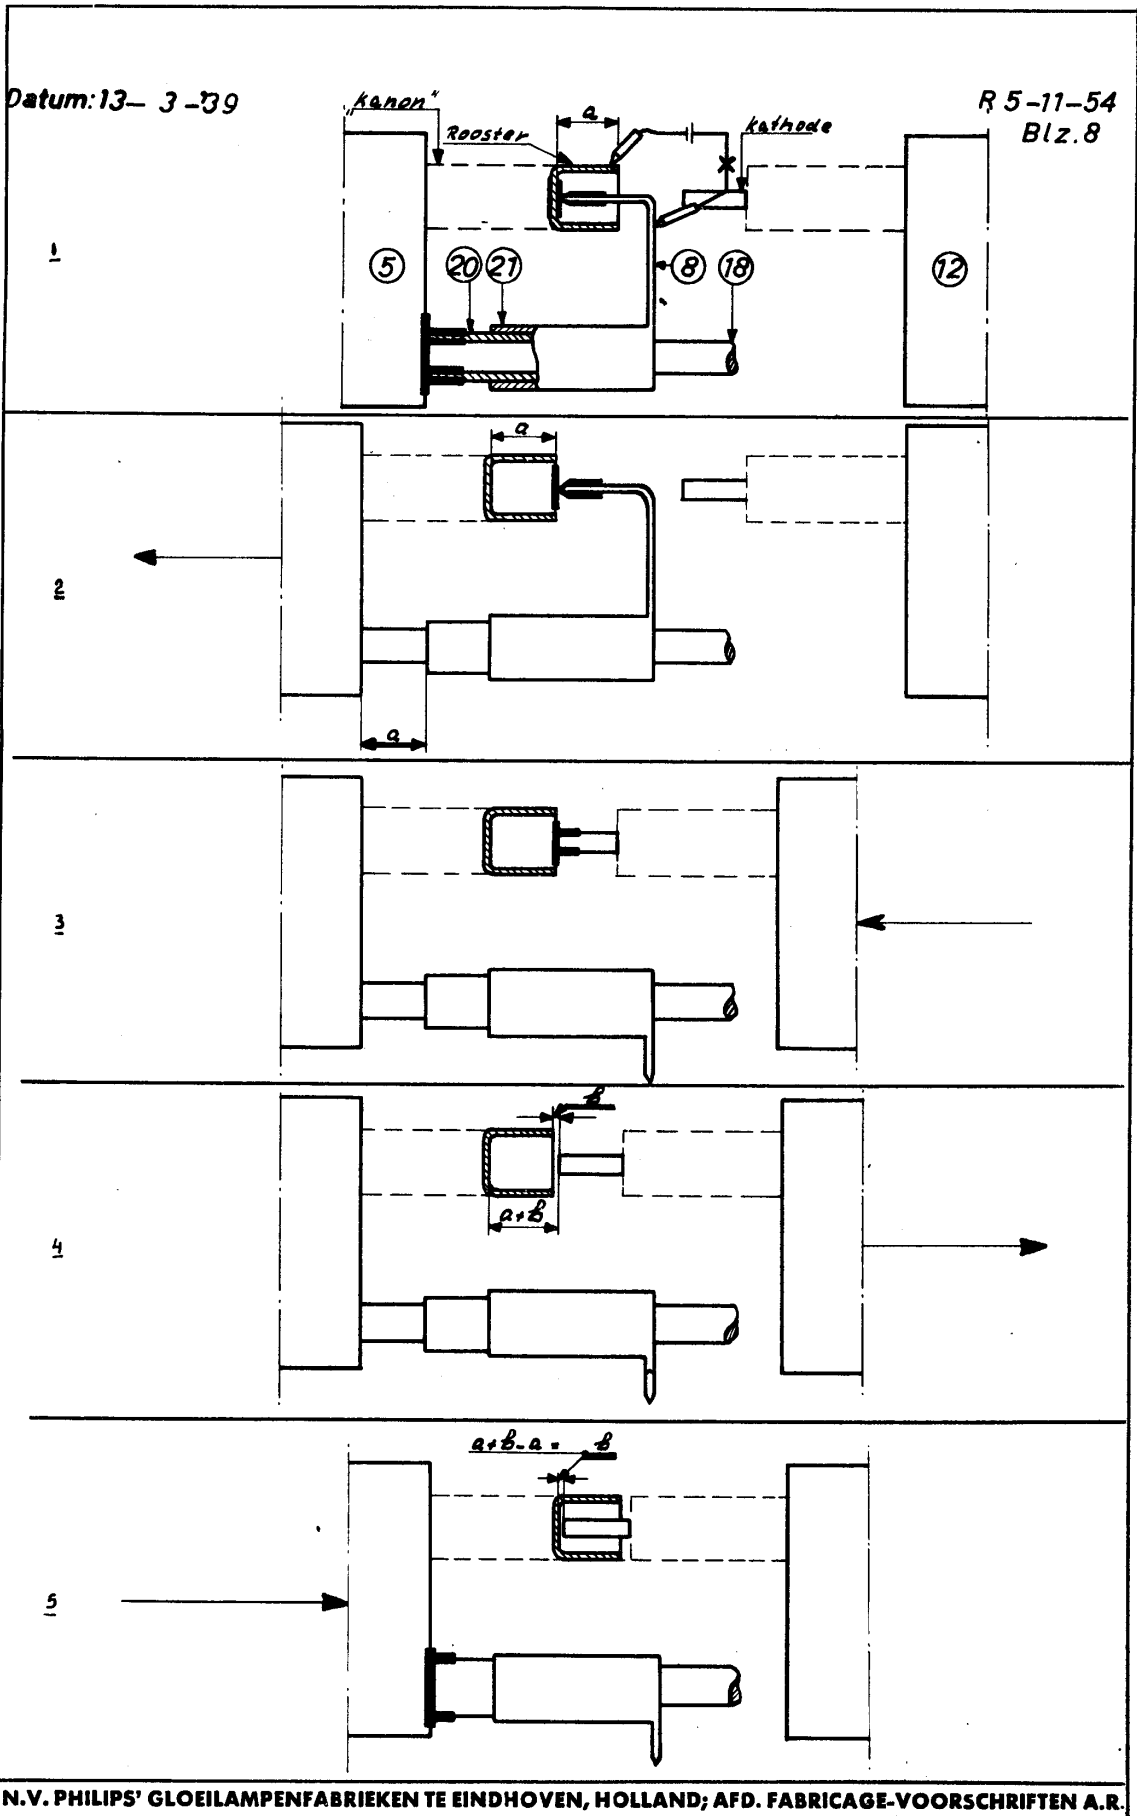 Datum: 13-3-'39
R 5-11-54
Blz. 8
„kanon"
Rooster
a
kathode
1
5
20
21
8
18
12
2
a
a
3
4
b
a+b
5
a+b-a = b
N.V. PHILIPS' GLOEILAMPENFABRIEKEN TE EINDHOVEN, HOLLAND; AFD. FABRICAGE-VOORSCHRIFTEN A.R.